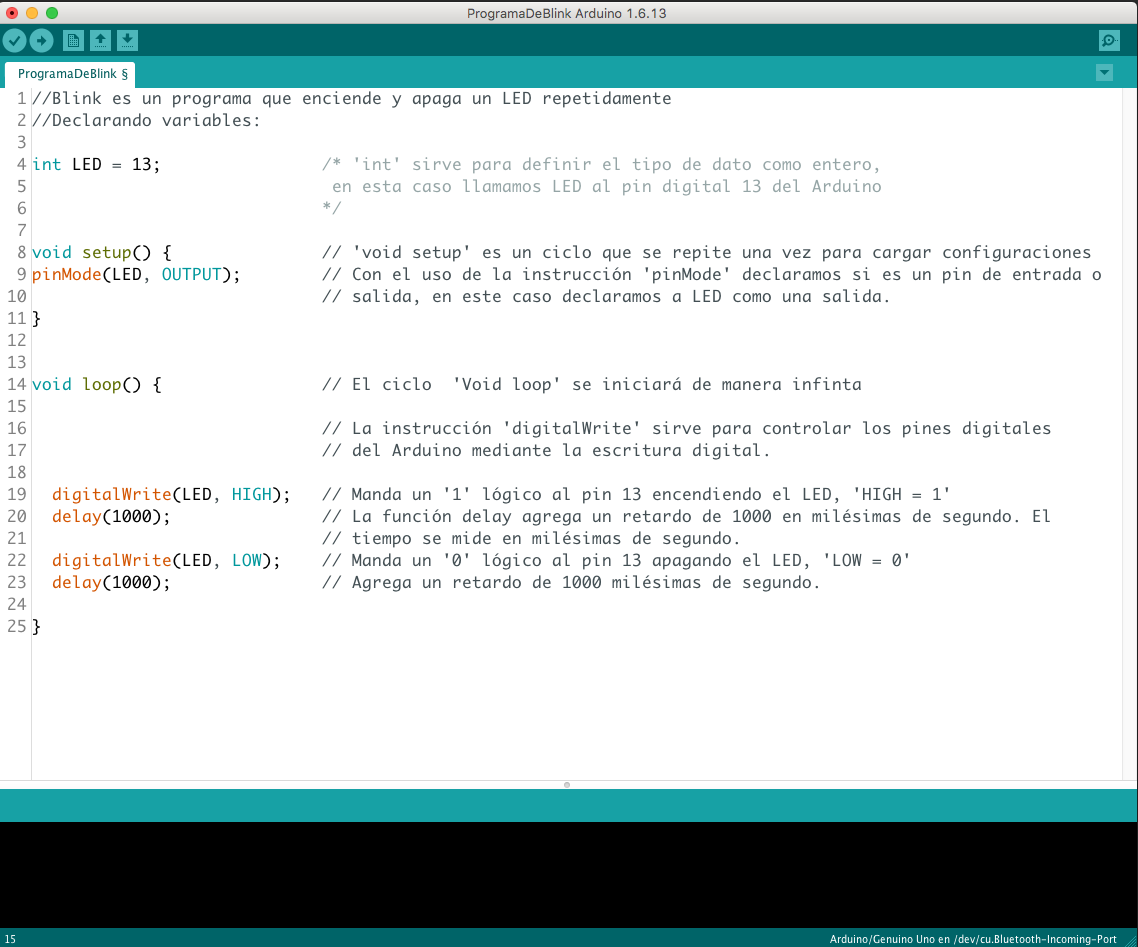 ProgramaDeBlink Arduino 1.6.13
ProgramaDeBlink §
1 //Blink es un programa que enciende y apaga un LED repetidamente
2 //Declarando variables:
3
4 int LED = 13; /* 'int' sirve para definir el tipo de dato como entero,
5 en esta caso llamamos LED al pin digital 13 del Arduino
6 */
7
8 void setup() { // 'void setup' es un ciclo que se repite una vez para cargar configuraciones
9 pinMode(LED, OUTPUT); // Con el uso de la instrucción 'pinMode' declaramos si es un pin de entrada o
10 // salida, en este caso declaramos a LED como una salida.
11 }
12
13
14 void loop() { // El ciclo  'Void loop' se iniciará de manera infinta
15
16 // La instrucción 'digitalWrite' sirve para controlar los pines digitales
17 // del Arduino mediante la escritura digital.
18
19 digitalWrite(LED, HIGH); // Manda un '1' lógico al pin 13 encendiendo el LED, 'HIGH = 1'
20 delay(1000); // La función delay agrega un retardo de 1000 en milésimas de segundo. El
21 // tiempo se mide en milésimas de segundo.
22 digitalWrite(LED, LOW); // Manda un '0' lógico al pin 13 apagando el LED, 'LOW = 0'
23 delay(1000); // Agrega un retardo de 1000 milésimas de segundo.
24
25 }
15 Arduino/Genuino Uno en /dev/cu.Bluetooth-Incoming-Port